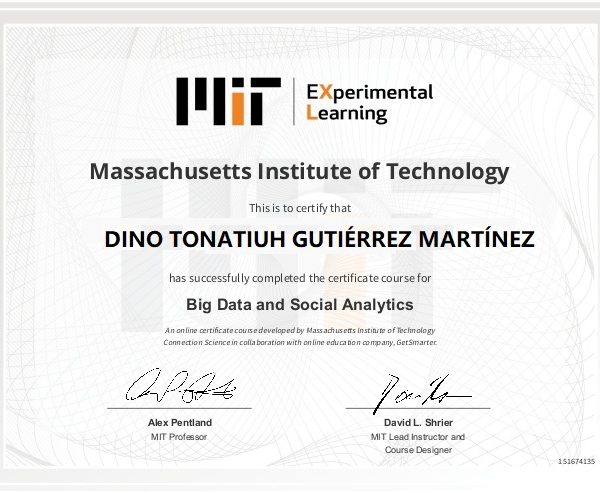 MIT
EXperimental
Learning
Massachusetts Institute of Technology
This is to certify that
DINO TONATIUH GUTIÉRREZ MARTÍNEZ
has successfully completed the certificate course for
Big Data and Social Analytics
An online certificate course developed by Massachusetts Institute of Technology
Connection Science in collaboration with online education company, GetSmarter.
Alex Pentland
MIT Professor
David L. Shrier
MIT Lead Instructor and
Course Designer
151674135